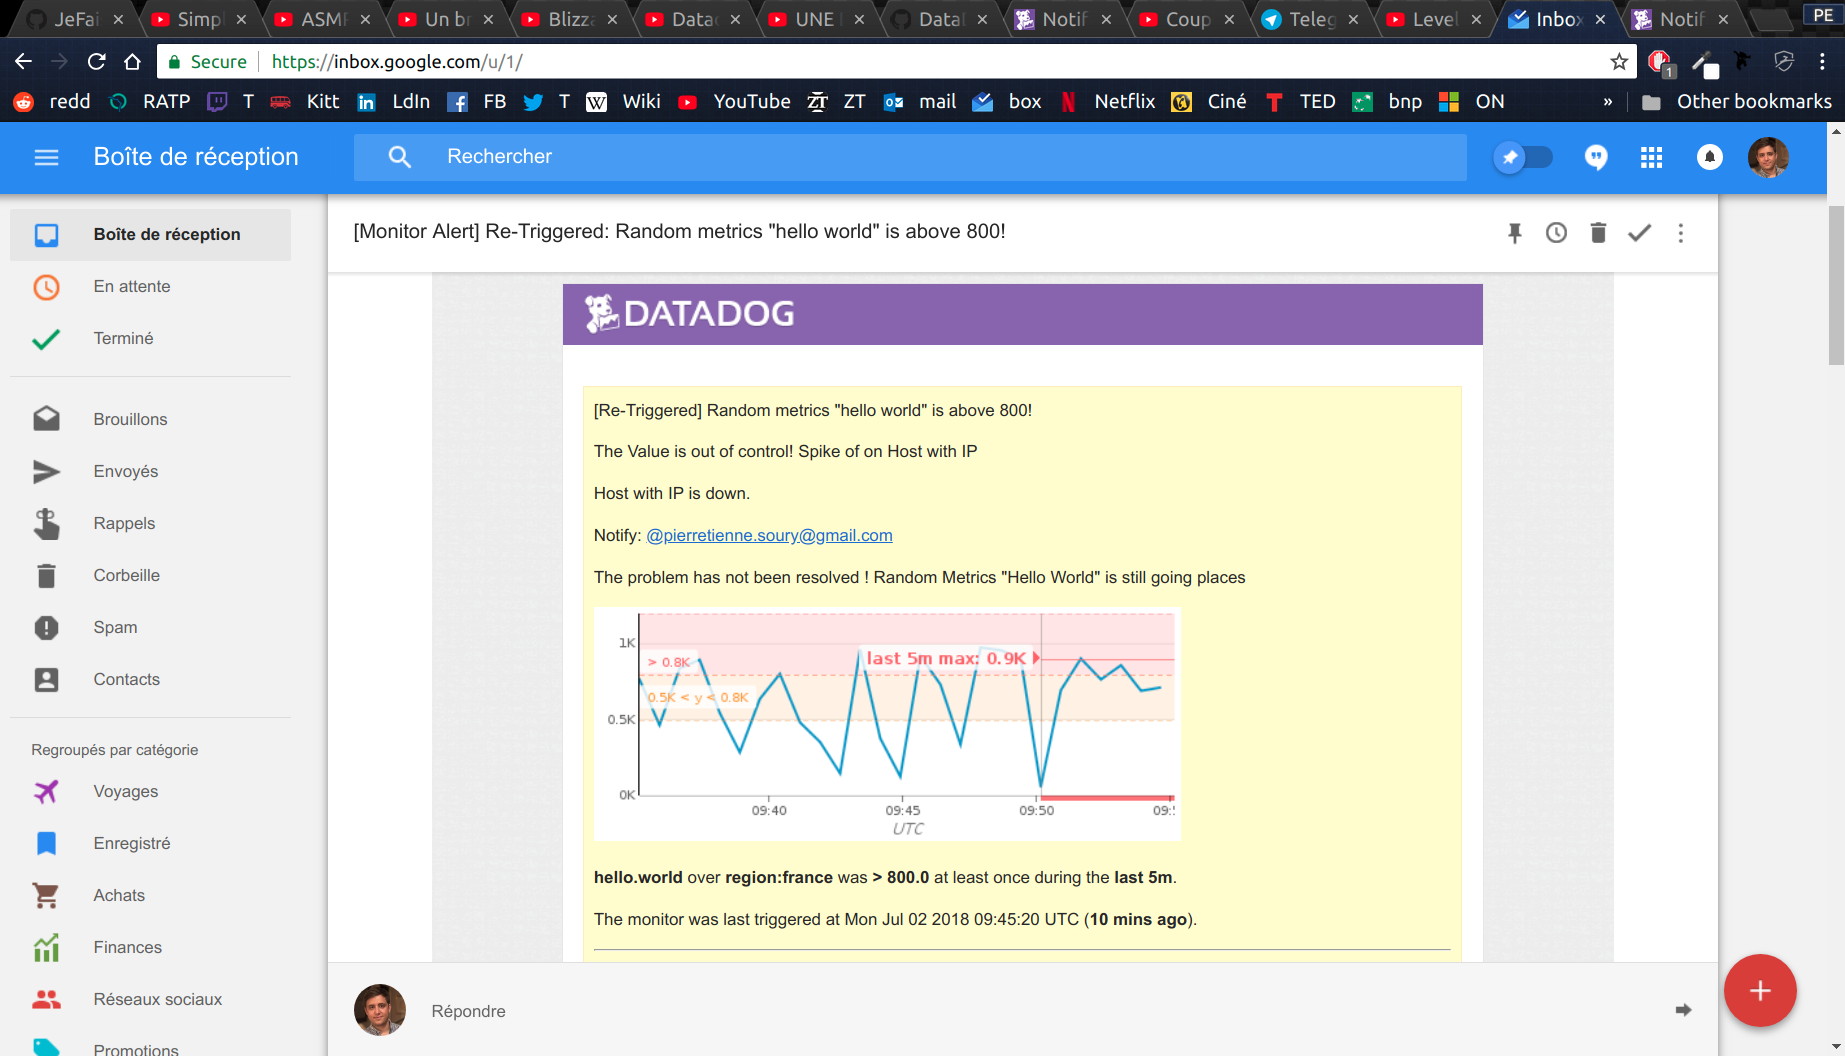 JeFai
Simpl
ASMR
Un br
Blizza
Datad
UNE
Datad
Notif
Coup
Teleg
Level
Inbox
Notif
PE
Secure
https://inbox.google.com/u/1/
1
redd RATP T Kitt LdIn FB T Wiki YouTube ZT mail box Netflix Ciné TED bnp ON » Other bookmarks
Boîte de réception
Rechercher
Boîte de réception
En attente
Terminé
Brouillons
Envoyés
Rappels
Corbeille
Spam
Contacts
Regroupés par catégorie
Voyages
Enregistré
Achats
Finances
Réseaux sociaux
Promotions
[Monitor Alert] Re-Triggered: Random metrics "hello world" is above 800!
DATADOG
[Re-Triggered] Random metrics "hello world" is above 800!
The Value is out of control! Spike of on Host with IP
Host with IP is down.
Notify: @pierretienne.soury@gmail.com
The problem has not been resolved ! Random Metrics "Hello World" is still going places
1K
> 0.8K
last 5m max: 0.9K
0.5K < y < 0.8K
0.5K
0K
09:40 09:45 09:50 09:
UTC
hello.world over region:france was > 800.0 at least once during the last 5m.
The monitor was last triggered at Mon Jul 02 2018 09:45:20 UTC (10 mins ago).
Répondre